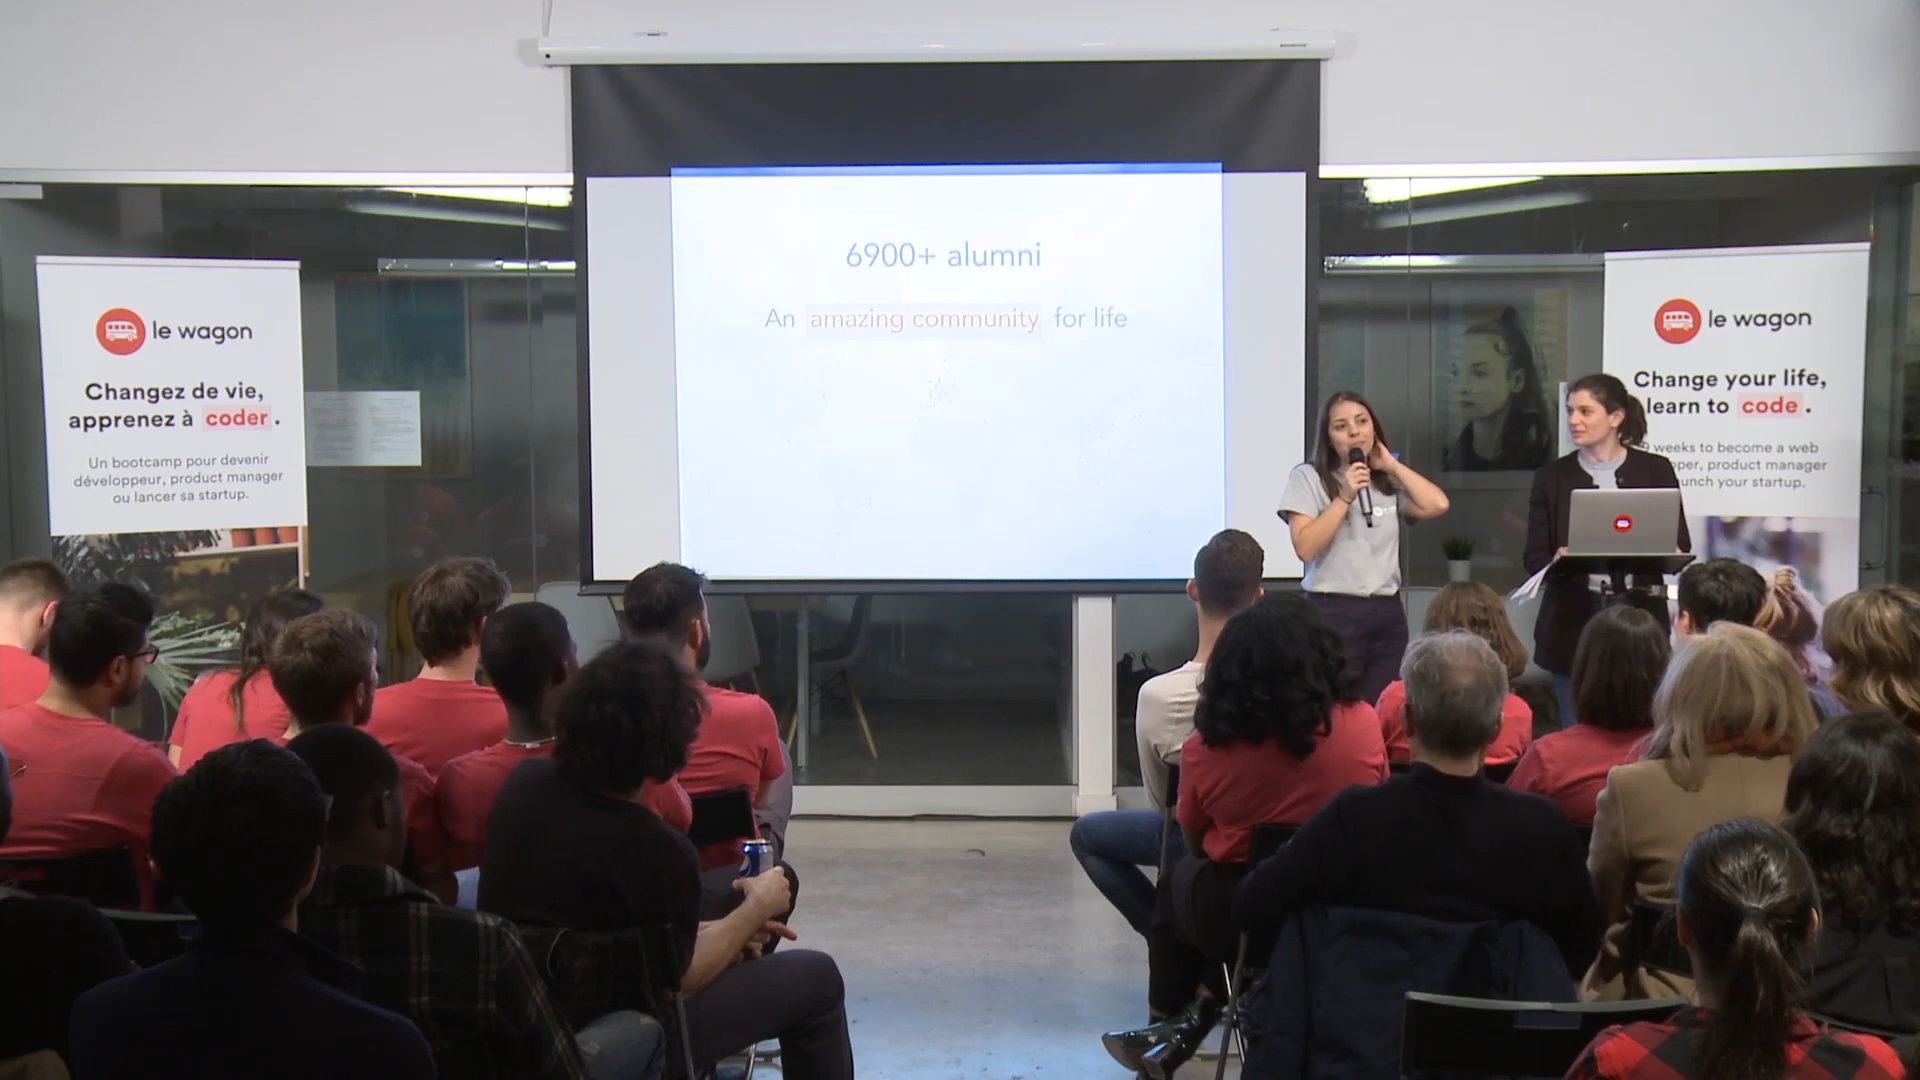 6900+ alumni
An amazing community for life
le wagon
Changez de vie,
apprenez à coder.
Un bootcamp pour devenir
développeur, product manager
ou lancer sa startup.
le wagon
Change your life,
learn to code.
weeks to become a web
product manager
your startup.